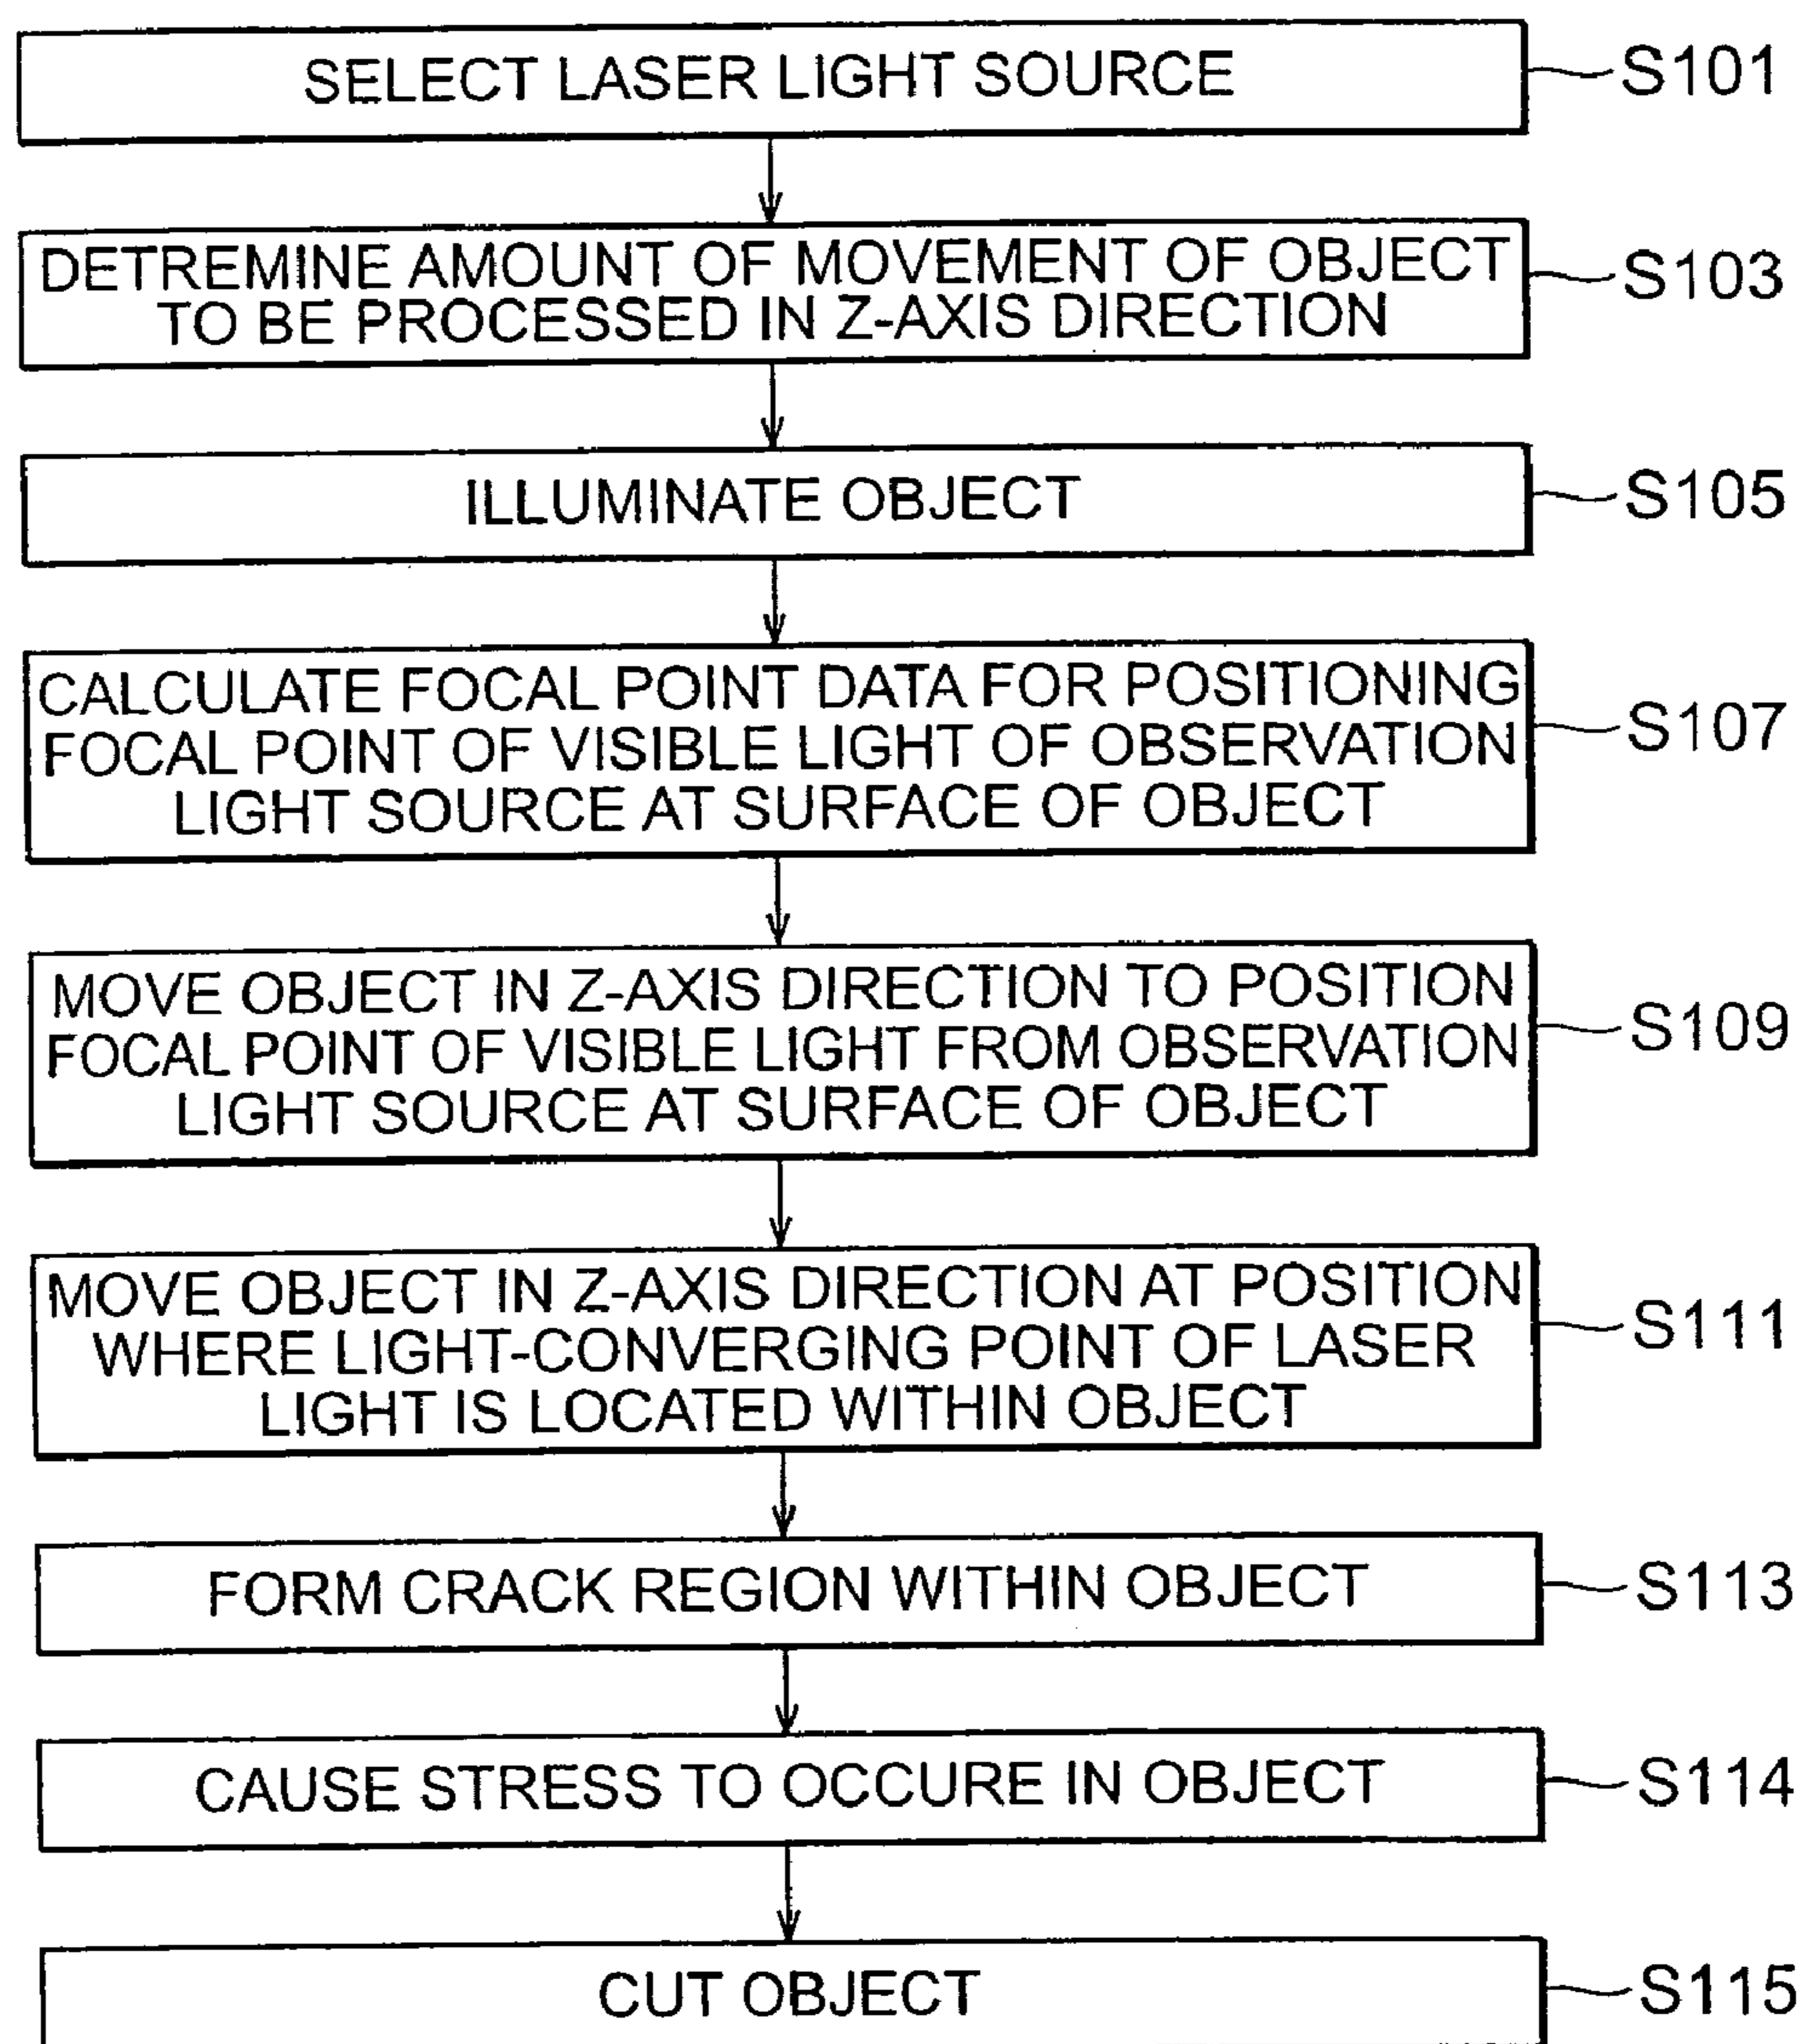 SELECT LASER LIGHT SOURCE
S101
DETREMINE AMOUNT OF MOVEMENT OF OBJECT
TO BE PROCESSED IN Z-AXIS DIRECTION
S103
ILLUMINATE OBJECT
S105
CALCULATE FOCAL POINT DATA FOR POSITIONING
FOCAL POINT OF VISIBLE LIGHT OF OBSERVATION
LIGHT SOURCE AT SURFACE OF OBJECT
S107
MOVE OBJECT IN Z-AXIS DIRECTION TO POSITION
FOCAL POINT OF VISIBLE LIGHT FROM OBSERVATION
LIGHT SOURCE AT SURFACE OF OBJECT
S109
MOVE OBJECT IN Z-AXIS DIRECTION AT POSITION
WHERE LIGHT-CONVERGING POINT OF LASER
LIGHT IS LOCATED WITHIN OBJECT
S111
FORM CRACK REGION WITHIN OBJECT
S113
CAUSE STRESS TO OCCURE IN OBJECT
S114
CUT OBJECT
S115